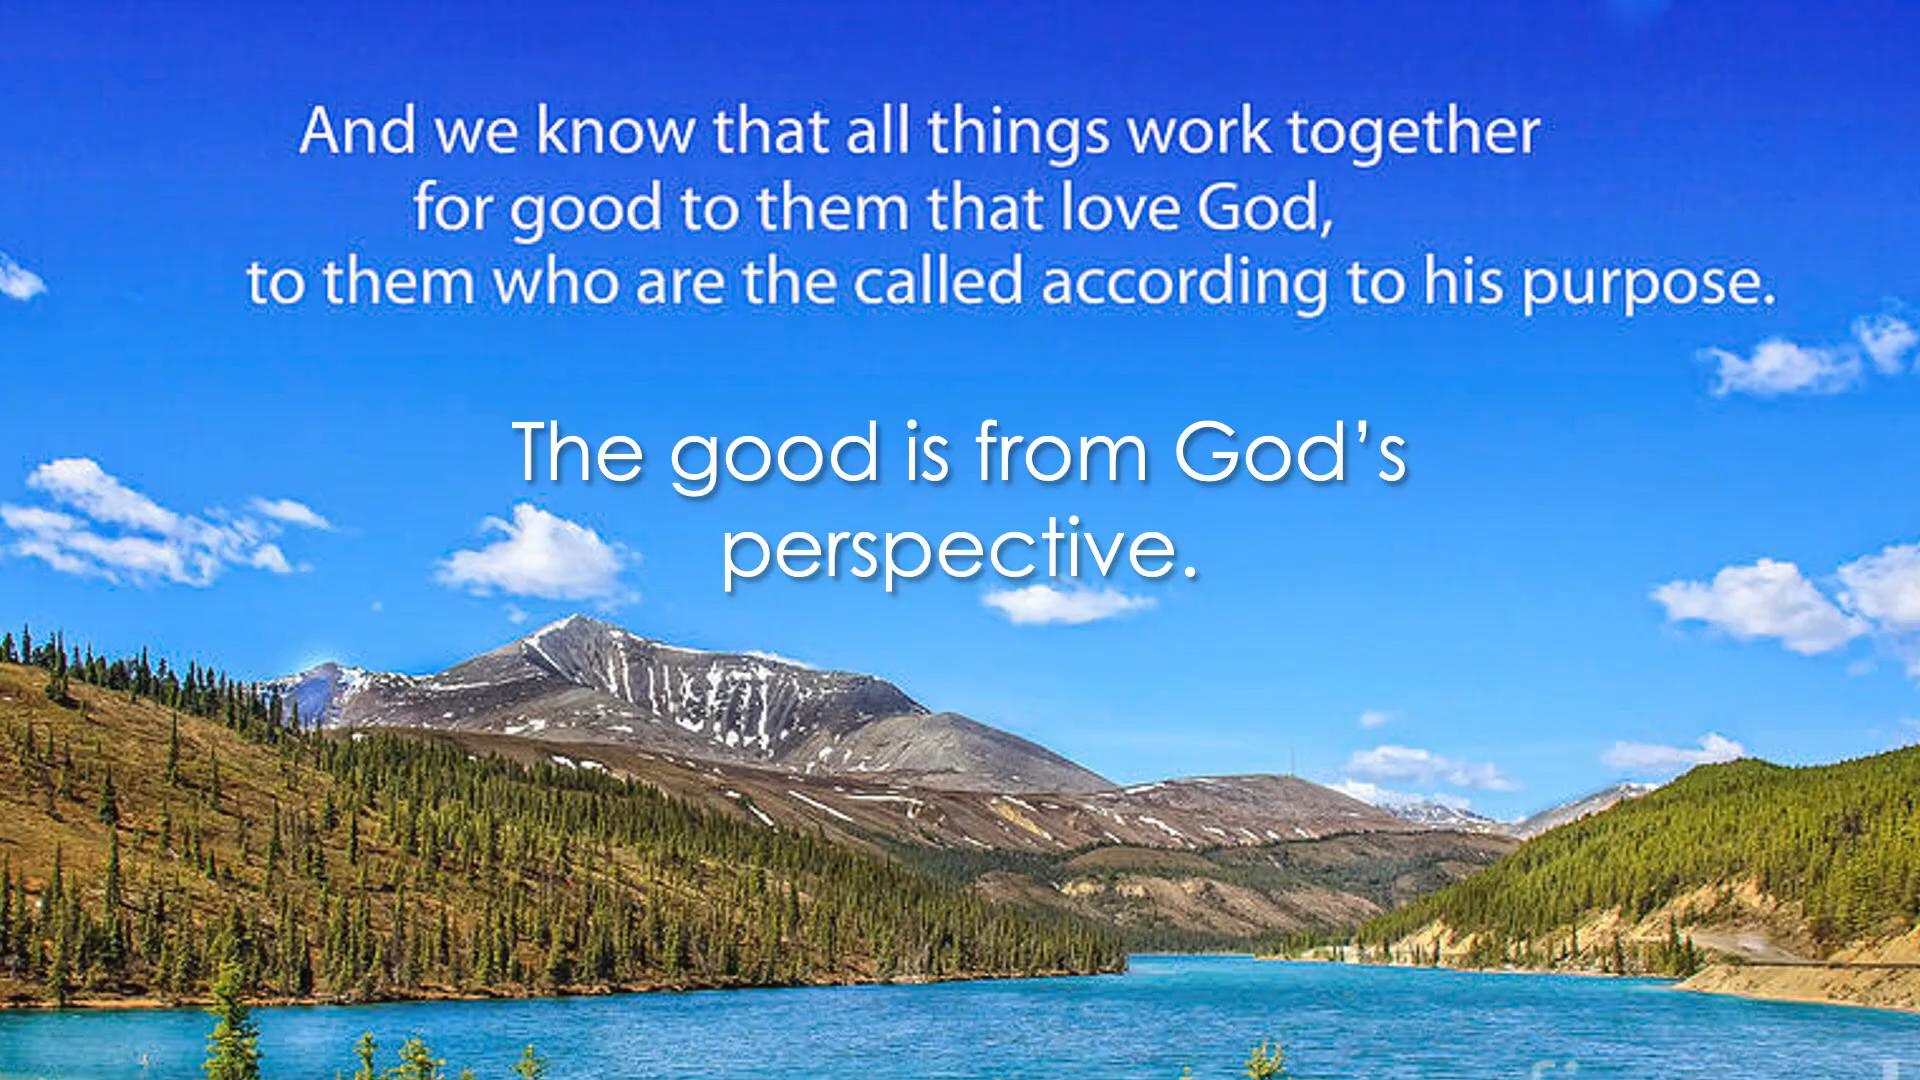 And we know that all things work together
for good to them that love God,
to them who are the called according to his purpose.
The good is from God’s
perspective.